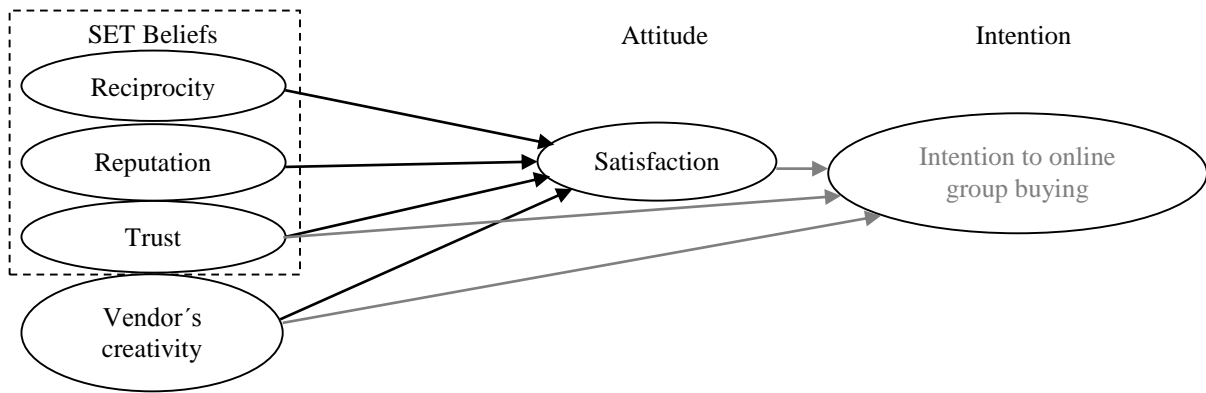 SET Beliefs
Attitude
Intention
Reciprocity
Reputation
Satisfaction
Intention to online
group buying
Trust
Vendor´s
creativity